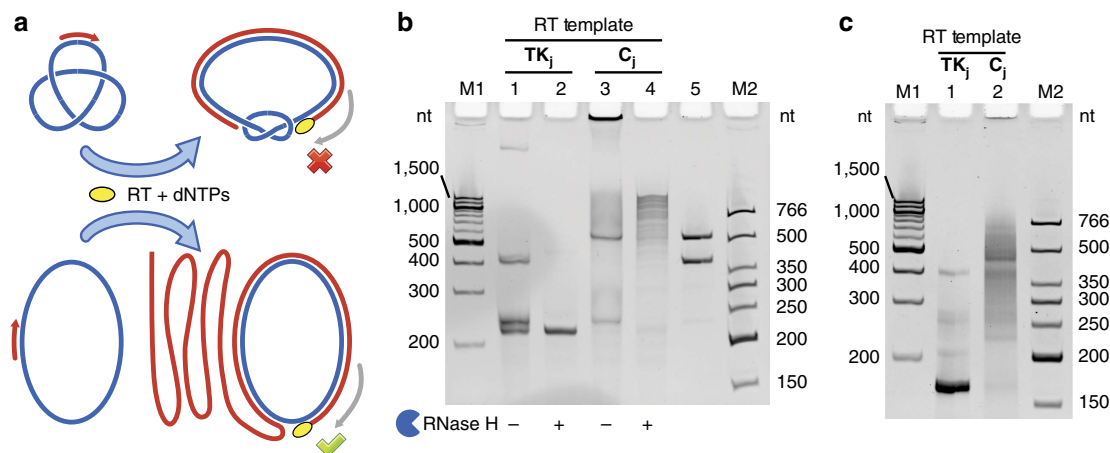 a
RT + dNTPs
b
RT template
TKj Cj
M1 1 2 3 4 5 M2
nt nt
1,500
1,000
500
400
300
200
766
500
350
300
250
200
150
RNase H – + – +
c
RT template
TKj Cj
M1 1 2 M2
nt nt
1,500
1,000
500
400
300
200
766
500
350
300
250
200
150